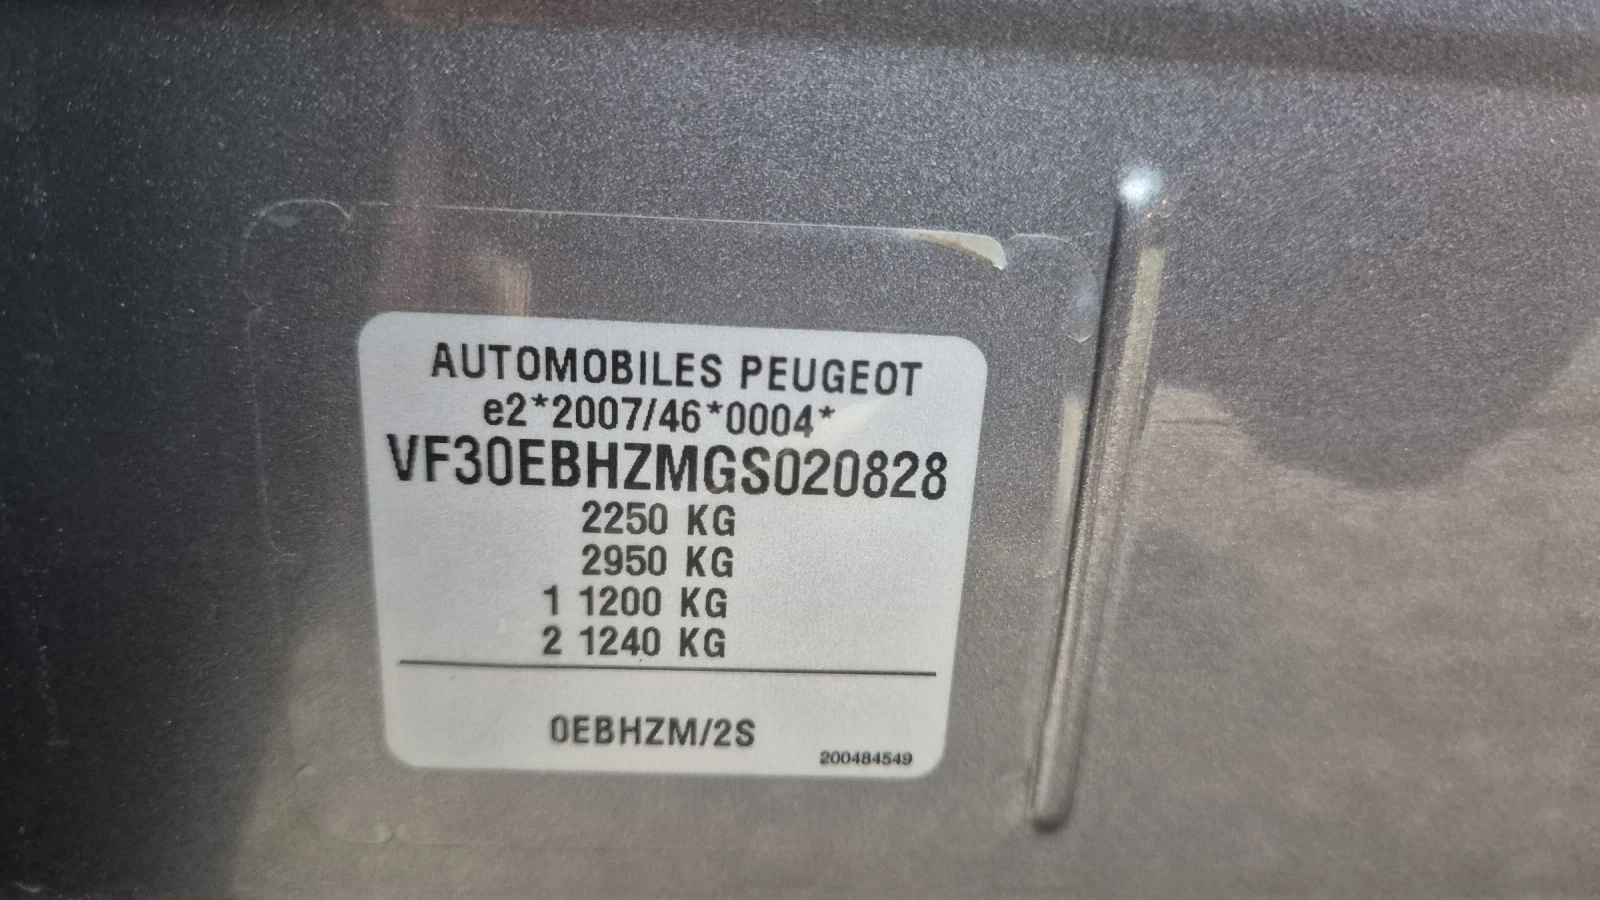 AUTOMOBILES PEUGEOT
e2*2007/46*0004*
VF30EBHZMGS020828
2250 KG
2950 KG
1 1200 KG
2 1240 KG
0EBHZM/2S
200484549